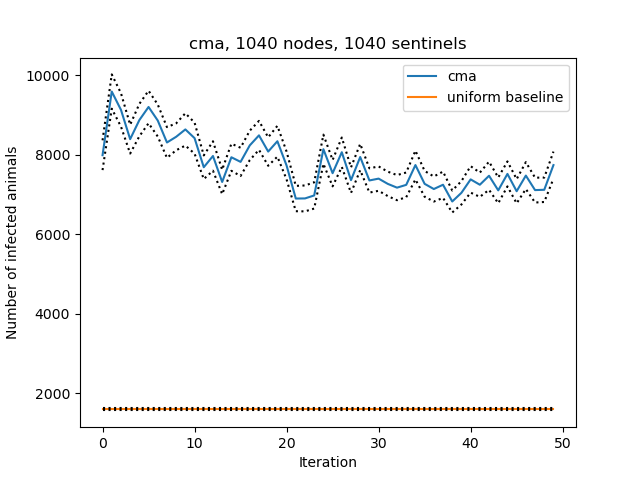 cma, 1040 nodes, 1040 sentinels
cma
uniform baseline
Number of infected animals
10000
8000
6000
4000
2000
0 10 20 30 40 50
Iteration